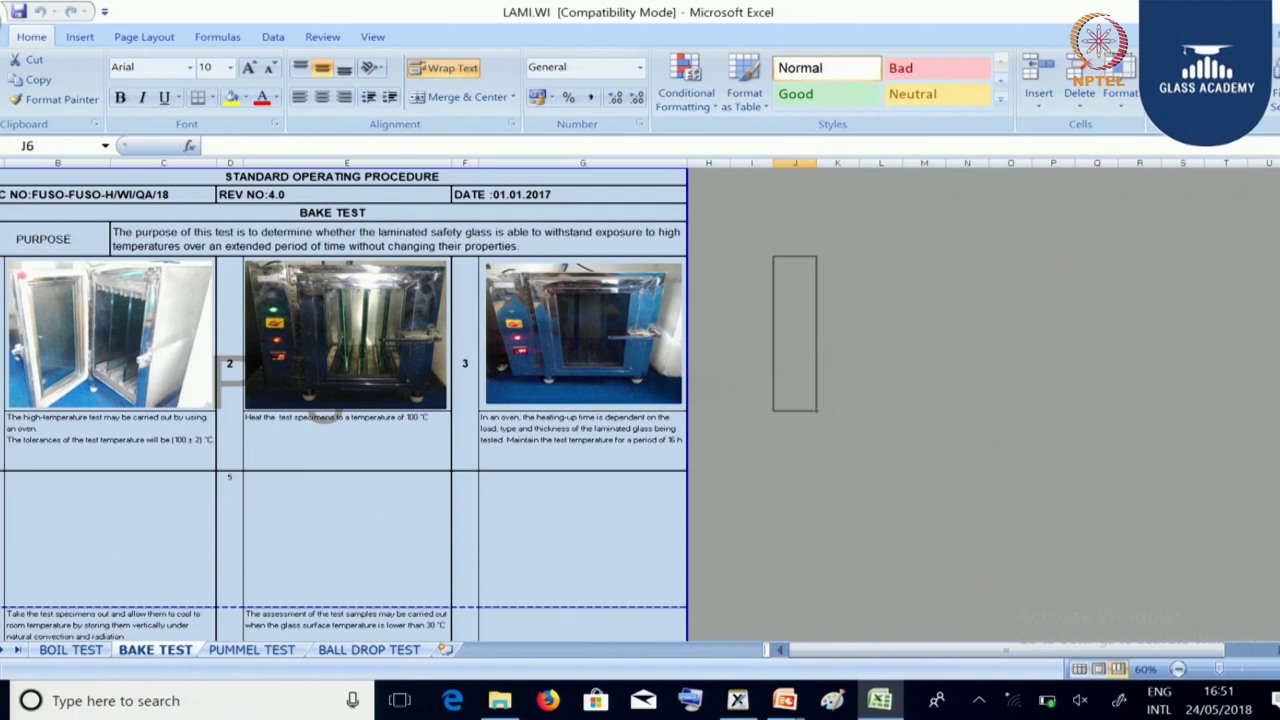 LAMI.WI [Compatibility Mode] - Microsoft Excel
Home Insert Page Layout Formulas Data Review View
Cut
Copy
Format Painter
Clipboard
Arial 10
B I U
Font
Wrap Text
Merge & Center
Alignment
General
Number
Conditional Formatting
Format as Table
Normal Bad
Good Neutral
Styles
Insert Delete Format
Cells
NPTEL
GLASS ACADEMY
J6 fx
B C D E F G H I J K L M N O P Q R S T U
STANDARD OPERATING PROCEDURE
C NO:FUSO-FUSO-H/WI/QA/18 REV NO:4.0 DATE :01.01.2017
BAKE TEST
PURPOSE
The purpose of this test is to determine whether the laminated safety glass is able to withstand exposure to high
temperatures over an extended period of time without changing their properties.
2
3
The high-temperature test may be carried out by using
an oven.
The tolerances of the test temperature will be (100 ± 2) °C
Heat the test specimens to a temperature of 100 °C
In an oven, the heating-up time is dependent on the
load, type and thickness of the laminated glass being
tested. Maintain the test temperature for a period of 16 h
5
Take the test specimens out and allow them to cool to
room temperature by storing them vertically under
natural convection and radiation
The assessment of the test samples may be carried out
when the glass surface temperature is lower than 30 °C
Activate Windows
BOIL TEST BAKE TEST PUMMEL TEST BALL DROP TEST
60%
Type here to search
ENG
INTL
16:51
24/05/2018